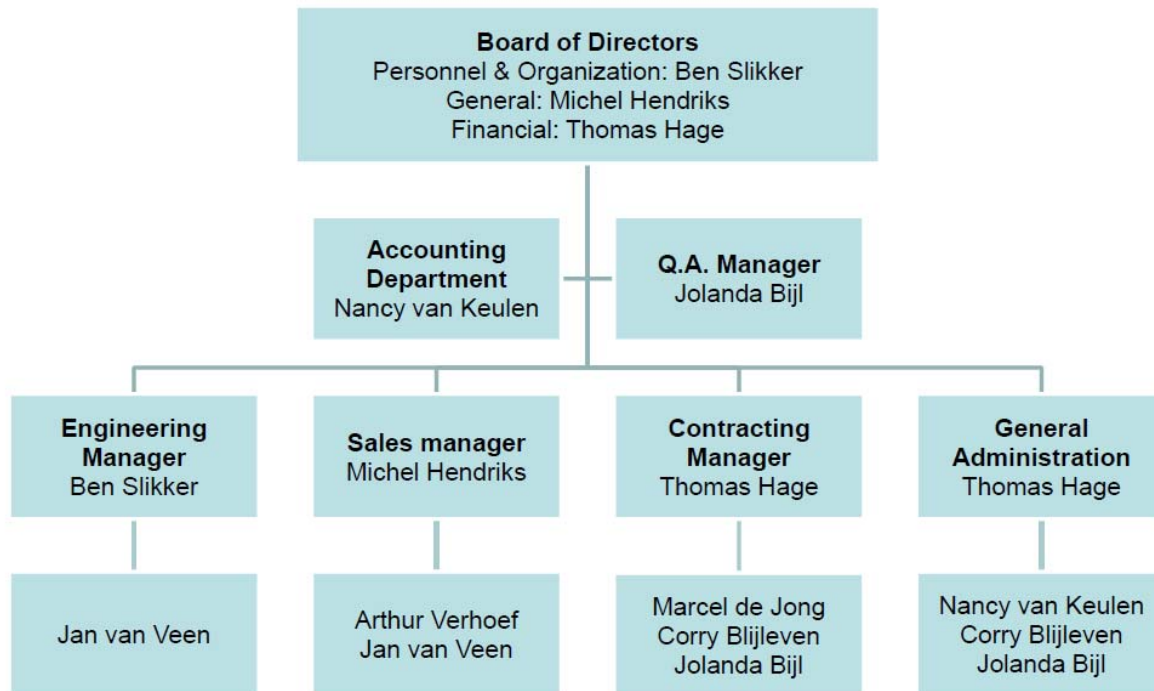 Board of Directors
Personnel & Organization: Ben Slikker
General: Michel Hendriks
Financial: Thomas Hage
Accounting
Department
Nancy van Keulen
Q.A. Manager
Jolanda Bijl
Engineering
Manager
Ben Slikker
Sales manager
Michel Hendriks
Contracting
Manager
Thomas Hage
General
Administration
Thomas Hage
Jan van Veen
Arthur Verhoef
Jan van Veen
Marcel de Jong
Corry Blijleven
Jolanda Bijl
Nancy van Keulen
Corry Blijleven
Jolanda Bijl